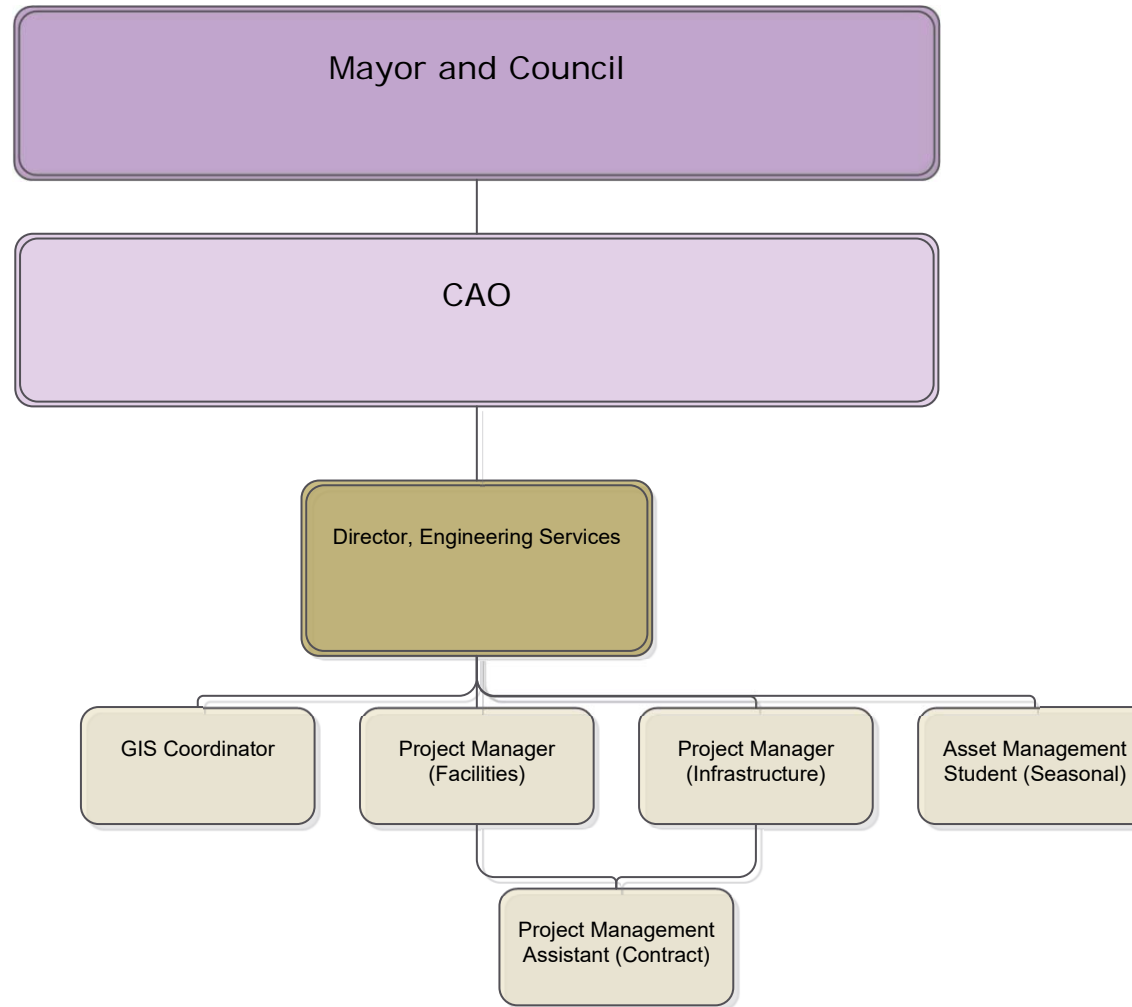 Mayor and Council
CAO
Director, Engineering Services
GIS Coordinator
Project Manager
(Facilities)
Project Manager
(Infrastructure)
Asset Management
Student (Seasonal)
Project Management
Assistant (Contract)